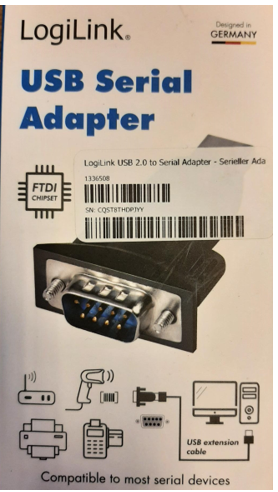 LogiLink®
Designed in
GERMANY
USB Serial
Adapter
LogiLink USB 2.0 to Serial Adapter - Serieller Ada
1336508
SN: CQSTBTHDPJYY
FTDI
CHIPSET
USB extension
cable
Compatible to most serial devices